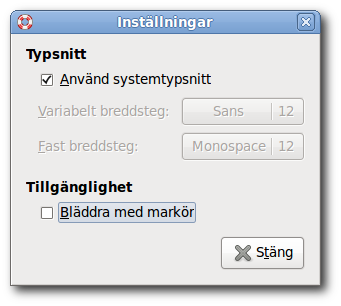 Inställningar
Typsnitt
Använd systemtypsnitt
Variabelt breddsteg: Sans 12
Fast breddsteg: Monospace 12
Tillgänglighet
Bläddra med markör
Stäng